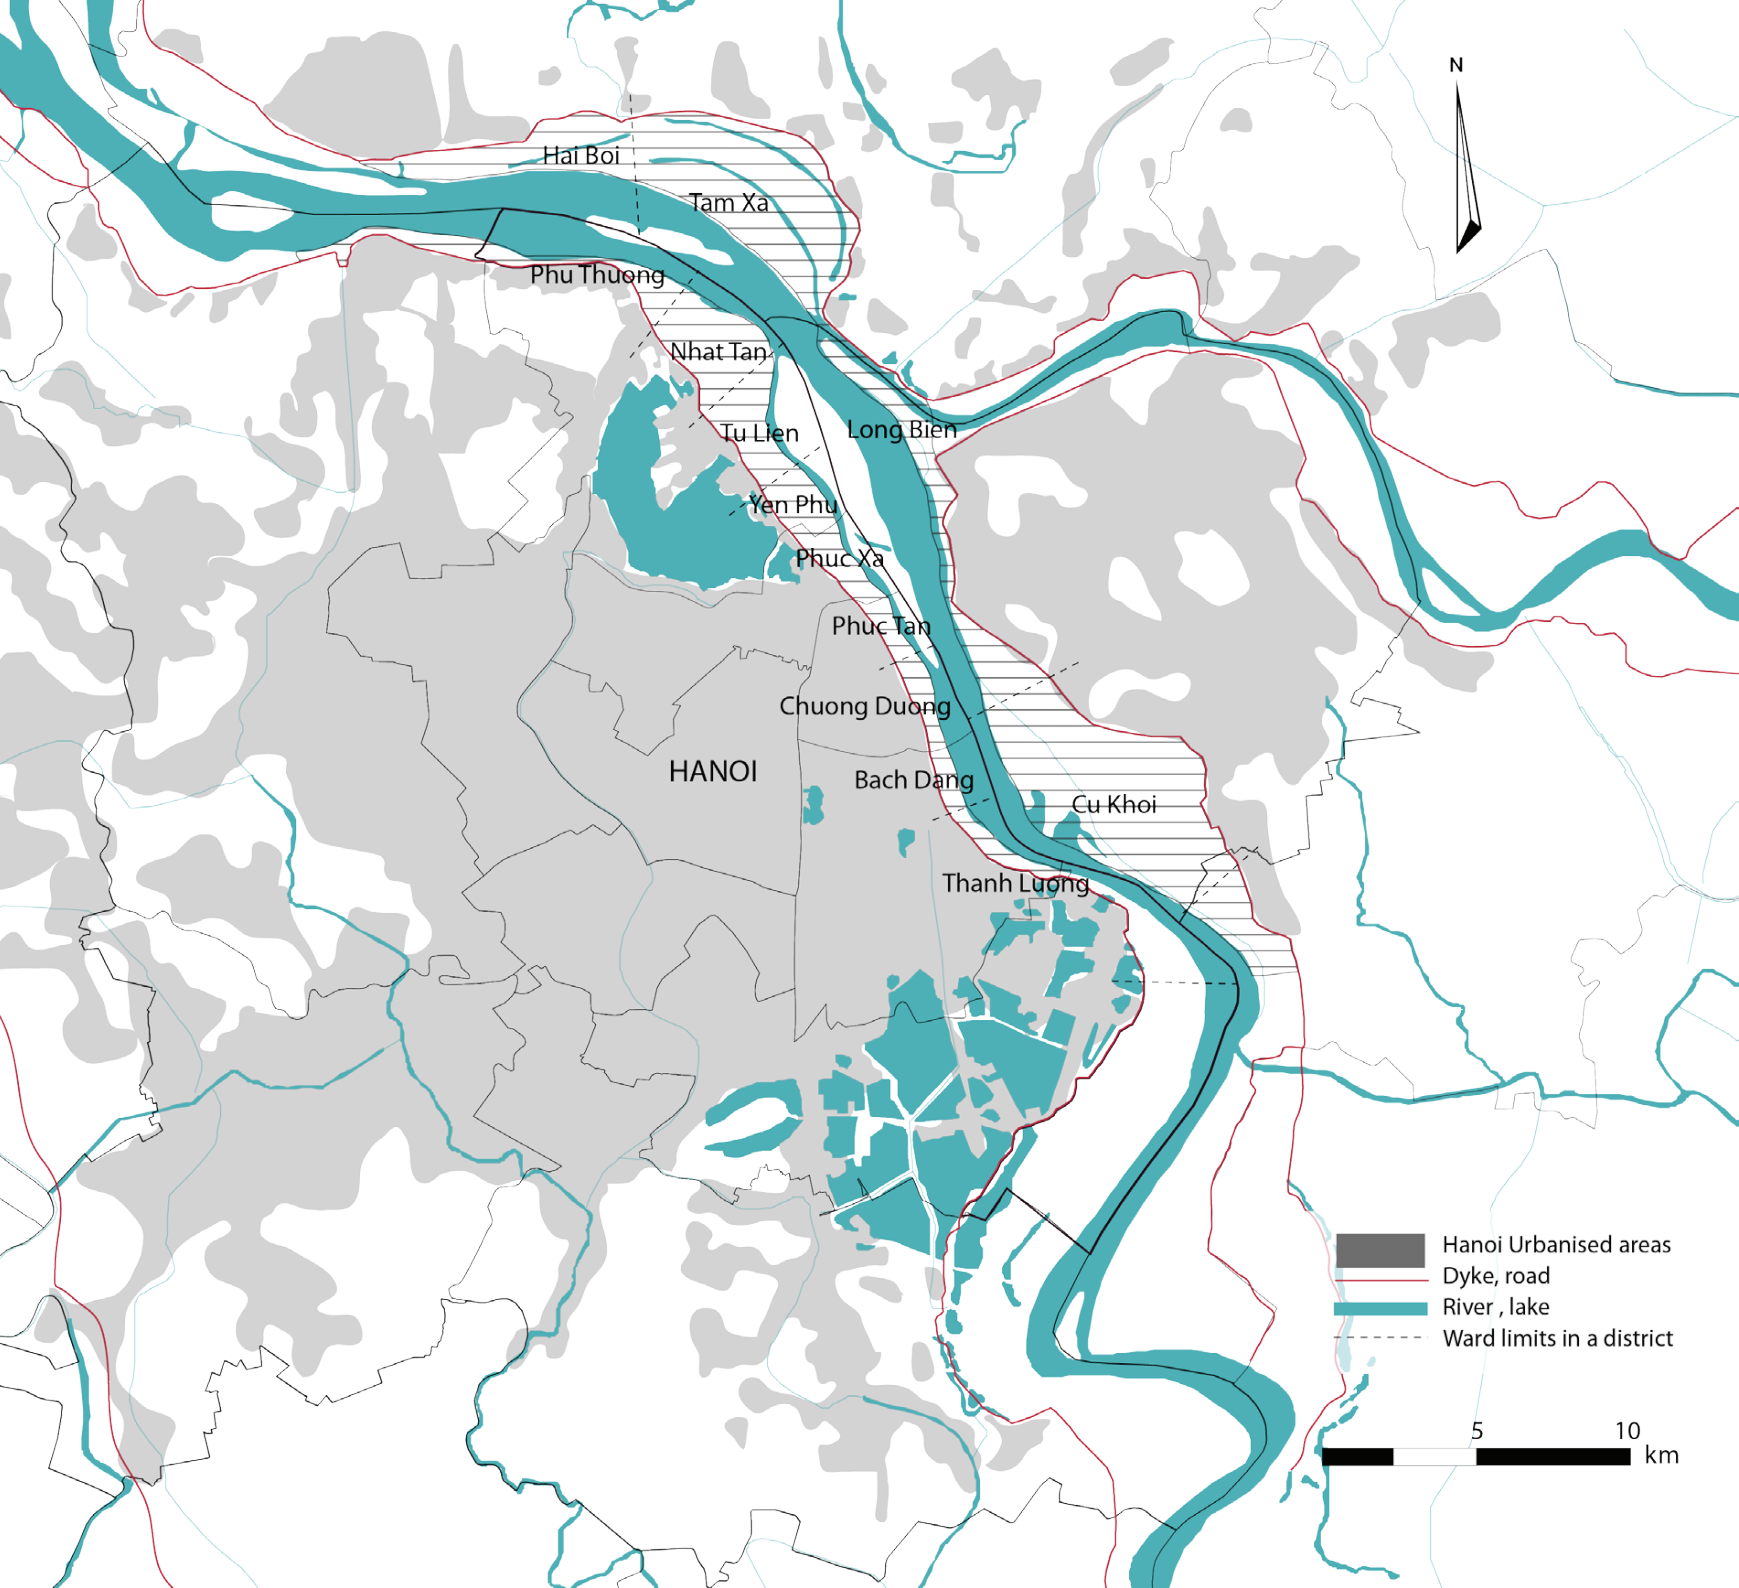 N
Hai Boi
Tam Xa
Phu Thuong
Nhat Tan
Tu Lien
Long Bien
Yen Phu
Phuc Xa
Phuc Tan
Chuong Duong
HANOI
Bach Dang
Cu Khoi
Thanh Luong
Hanoi Urbanised areas
Dyke, road
River , lake
Ward limits in a district
5 10
km